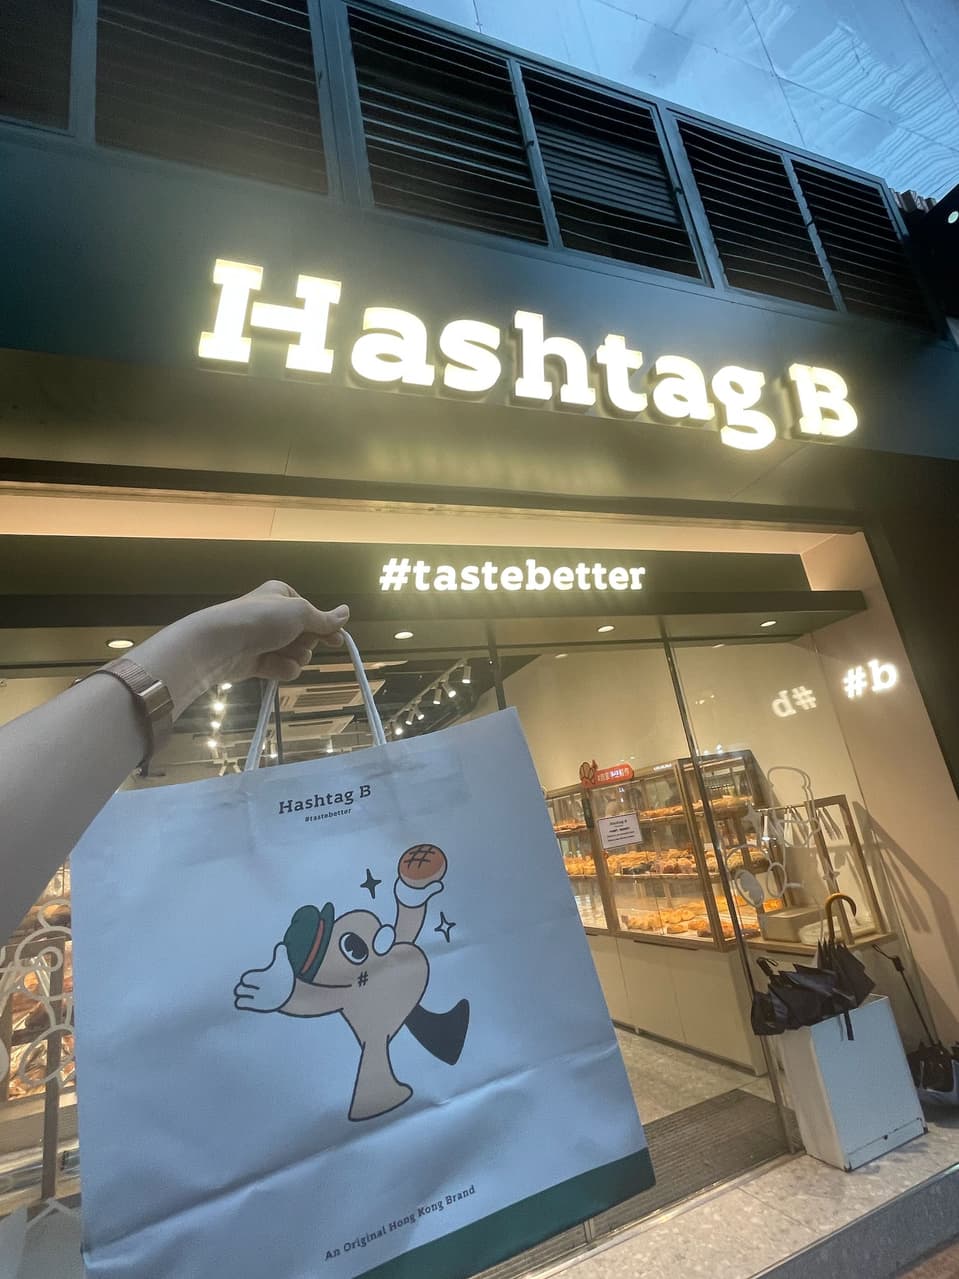 Hashtag B
#tastebetter
#b
#b
Hashtag B
#tastebetter
#
An Original Hong Kong Brand